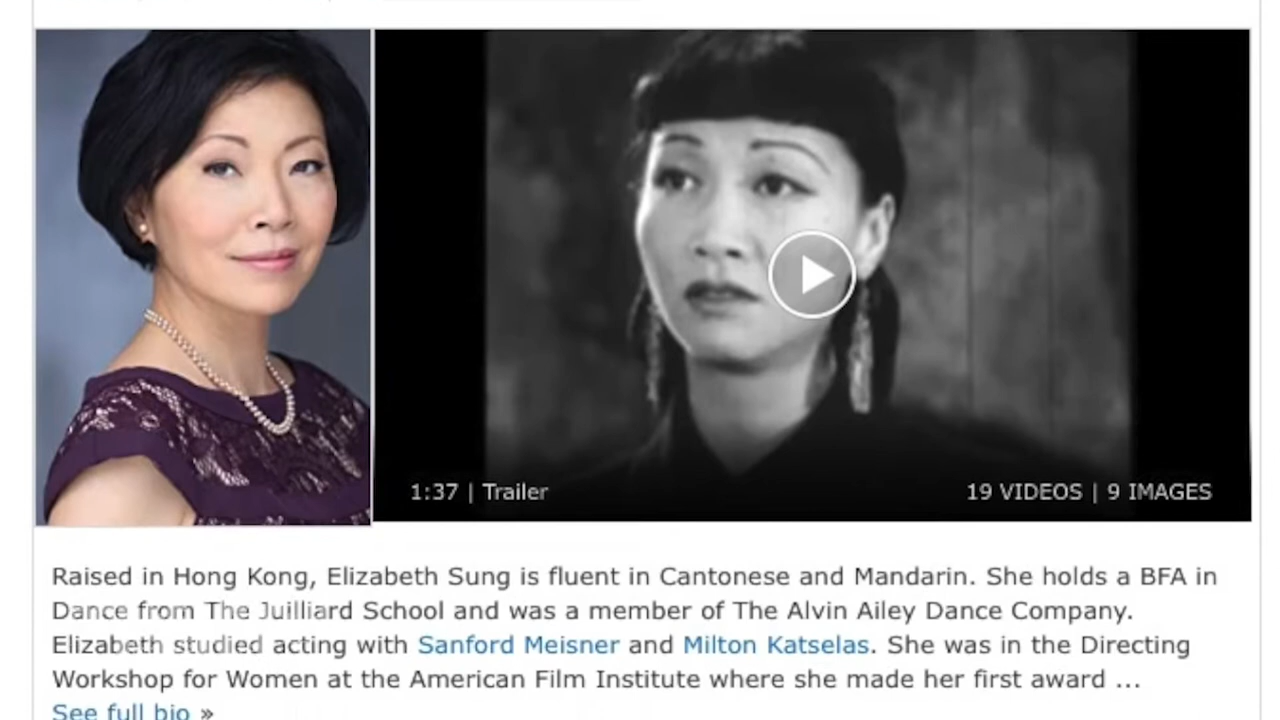 1:37 | Trailer
19 VIDEOS | 9 IMAGES
Raised in Hong Kong, Elizabeth Sung is fluent in Cantonese and Mandarin. She holds a BFA in
Dance from The Juilliard School and was a member of The Alvin Ailey Dance Company.
Elizabeth studied acting with Sanford Meisner and Milton Katselas. She was in the Directing
Workshop for Women at the American Film Institute where she made her first award ...
See full bio »